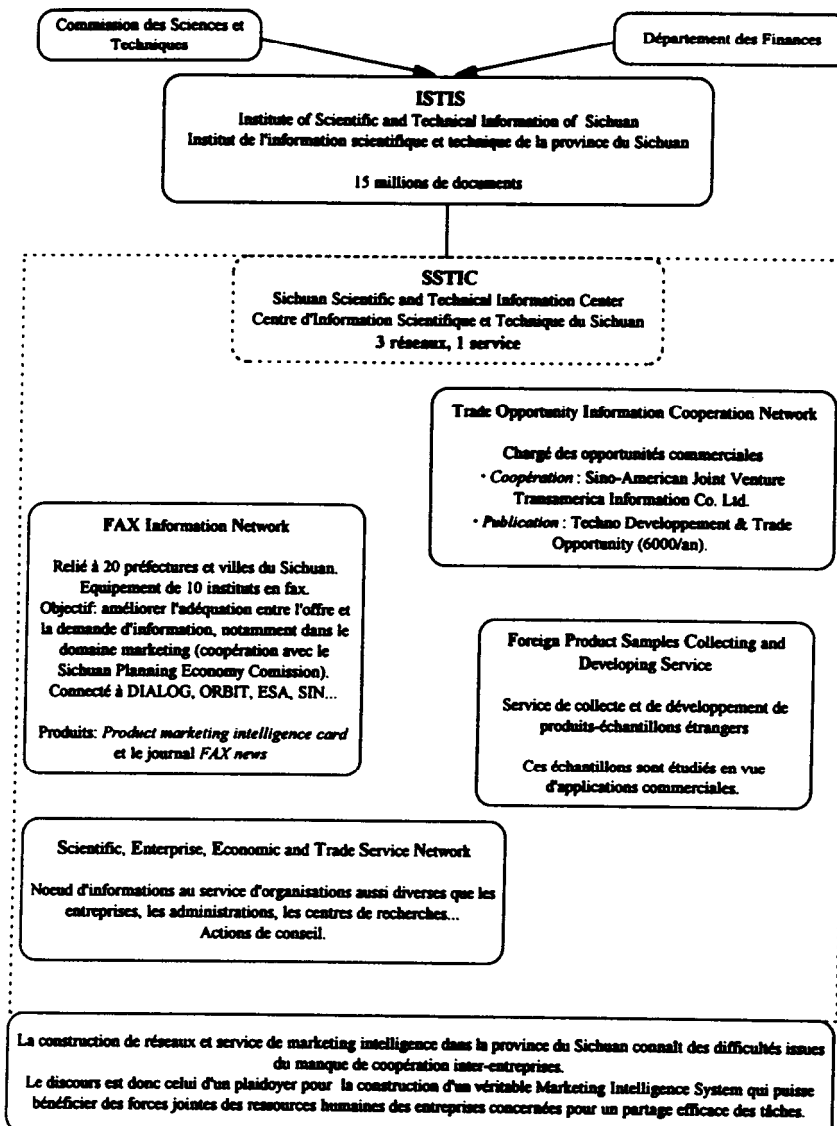 Commission des Sciences et
Techniques
Département des Finances
ISTIS
Institute of Scientific and Technical Information of Sichuan
Institut de l'information scientifique et technique de la province du Sichuan
15 millions de documents
SSTIC
Sichuan Scientific and Technical Information Center
Centre d'Information Scientifique et Technique du Sichuan
3 réseaux, 1 service
Trade Opportunity Information Cooperation Network
Chargé des opportunités commerciales
• Coopération : Sino-American Joint Venture
Transamerica Information Co. Ltd.
• Publication : Techno Developpement & Trade
Opportunity (6000/an).
FAX Information Network
Relié à 20 préfectures et villes du Sichuan.
Equipement de 10 instituts en fax.
Objectif: améliorer l'adéquation entre l'offre et
la demande d'information, notamment dans le
domaine marketing (coopération avec le
Sichuan Planning Economy Comission).
Connecté à DIALOG, ORBIT, ESA, SIN...
Produits: Product marketing intelligence card
et le journal FAX news
Foreign Product Samples Collecting and
Developing Service
Service de collecte et de développement de
produits-échantillons étrangers
Ces échantillons sont étudiés en vue
d'applications commerciales.
Scientific, Enterprise, Economic and Trade Service Network
Noeud d'informations au service d'organisations aussi diverses que les
entreprises, les administrations, les centres de recherches...
Actions de conseil.
La construction de réseaux et service de marketing intelligence dans la province du Sichuan connaît des difficultés issues
du manque de coopération inter-entreprises.
Le discours est donc celui d'un plaidoyer pour la construction d'un véritable Marketing Intelligence System qui puisse
bénéficier des forces jointes des ressources humaines des entreprises concernées pour un partage efficace des tâches.